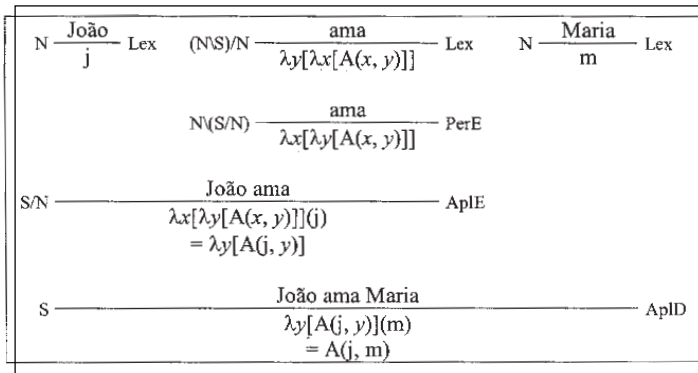 N João Lex (N\S)/N ama Lex N Maria Lex
j λy[λx[A(x, y)]] m
N\(S/N) ama PerE
λx[λy[A(x, y)]]
S/N João ama AplE
λx[λy[A(x, y)]](j)
= λy[A(j, y)]
S João ama Maria AplD
λy[A(j, y)](m)
= A(j, m)